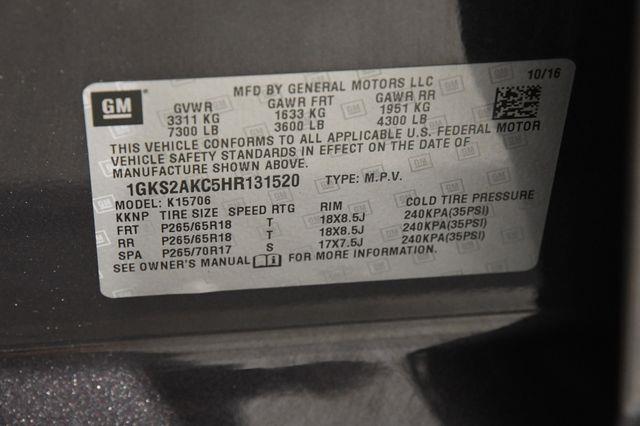 GM
MFD BY GENERAL MOTORS LLC 10/16
GVWR GAWR FRT GAWR RR
3311 KG 1633 KG 1951 KG
7300 LB 3600 LB 4300 LB
THIS VEHICLE CONFORMS TO ALL APPLICABLE U.S. FEDERAL MOTOR
VEHICLE SAFETY STANDARDS IN EFFECT ON THE DATE OF
MANUFACTURE SHOWN ABOVE.
1GKS2AKC5HR131520 TYPE: M.P.V.
MODEL: K15706
KKNP TIRE SIZE SPEED RTG RIM COLD TIRE PRESSURE
FRT P265/65R18 T 18X8.5J 240KPA(35PSI)
RR P265/65R18 T 18X8.5J 240KPA(35PSI)
SPA P265/70R17 S 17X7.5J 240KPA(35PSI)
SEE OWNER'S MANUAL FOR MORE INFORMATION.